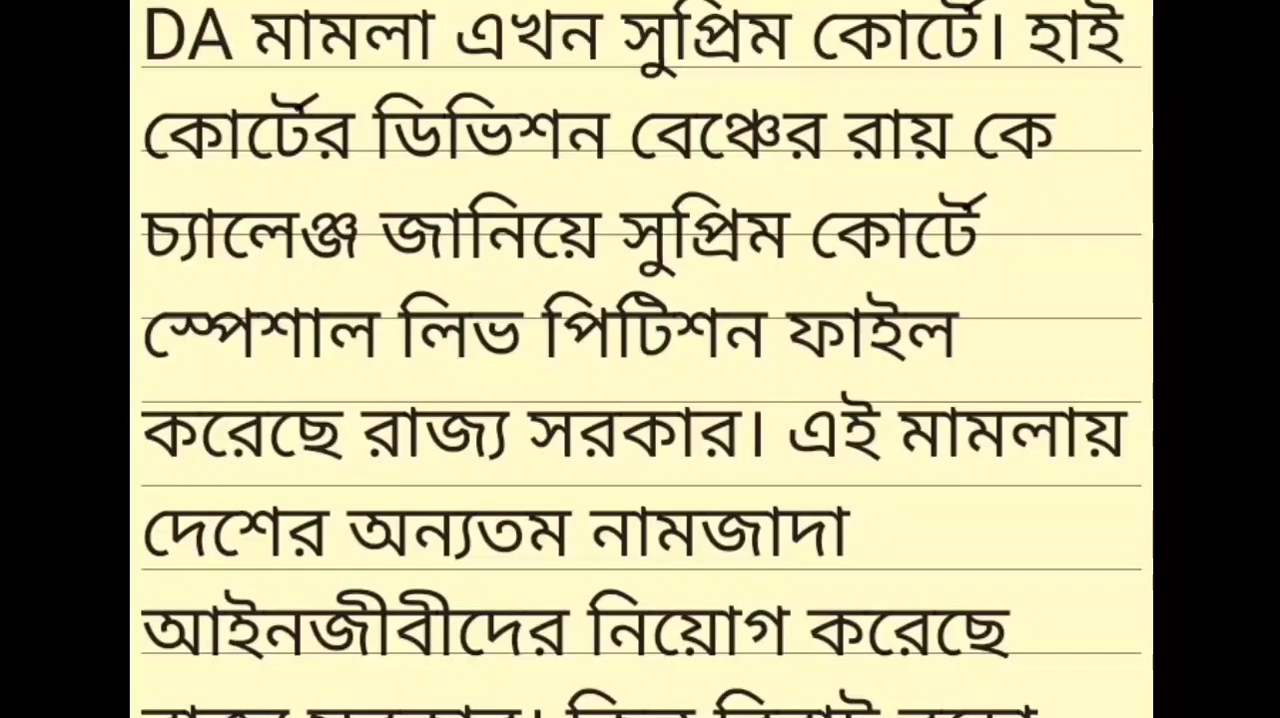 DA মামলা এখন সুপ্রিম কোর্টে। হাই
কোর্টের ডিভিশন বেঞ্চের রায় কে
চ্যালেঞ্জ জানিয়ে সুপ্রিম কোর্টে
স্পেশাল লিভ পিটিশন ফাইল
করেছে রাজ্য সরকার। এই মামলায়
দেশের অন্যতম নামজাদা
আইনজীবীদের নিয়োগ করেছে